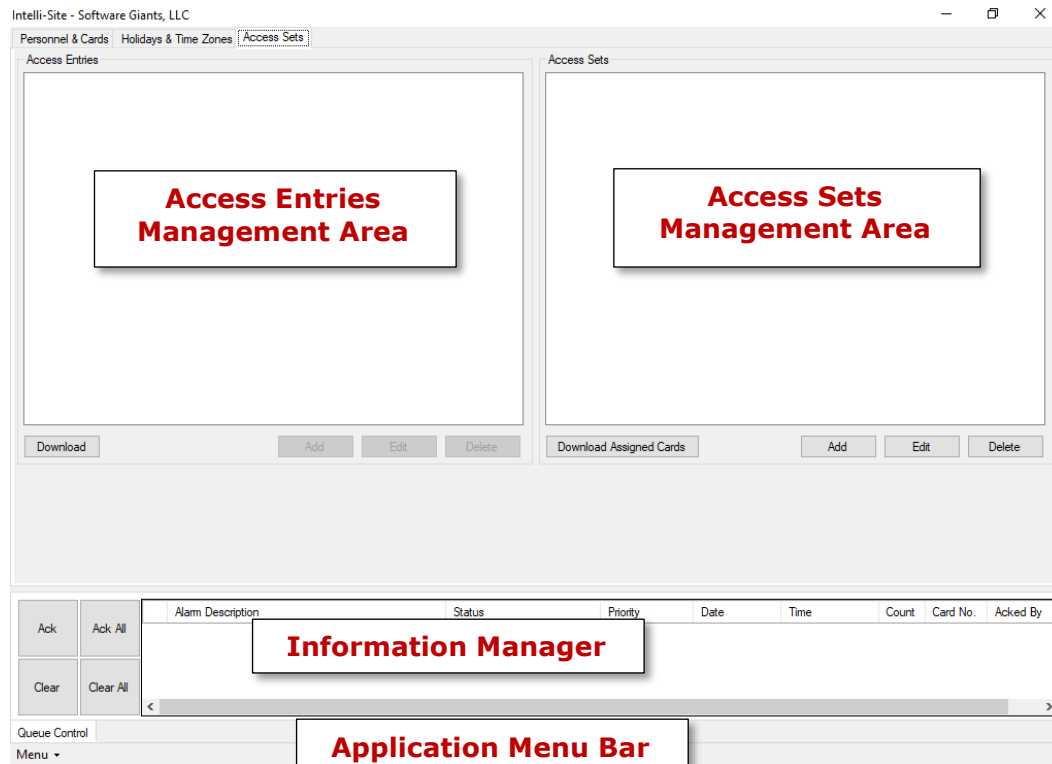 Intelli-Site - Software Giants, LLC
Personnel & Cards Holidays & Time Zones Access Sets
Access Entries
Access Sets
Access Entries
Management Area
Access Sets
Management Area
Download Add Edit Delete
Download Assigned Cards Add Edit Delete
Ack Ack All
Clear Clear All
Alarm Description Status Priority Date Time Count Card No. Acked By
Information Manager
Queue Control
Menu
Application Menu Bar